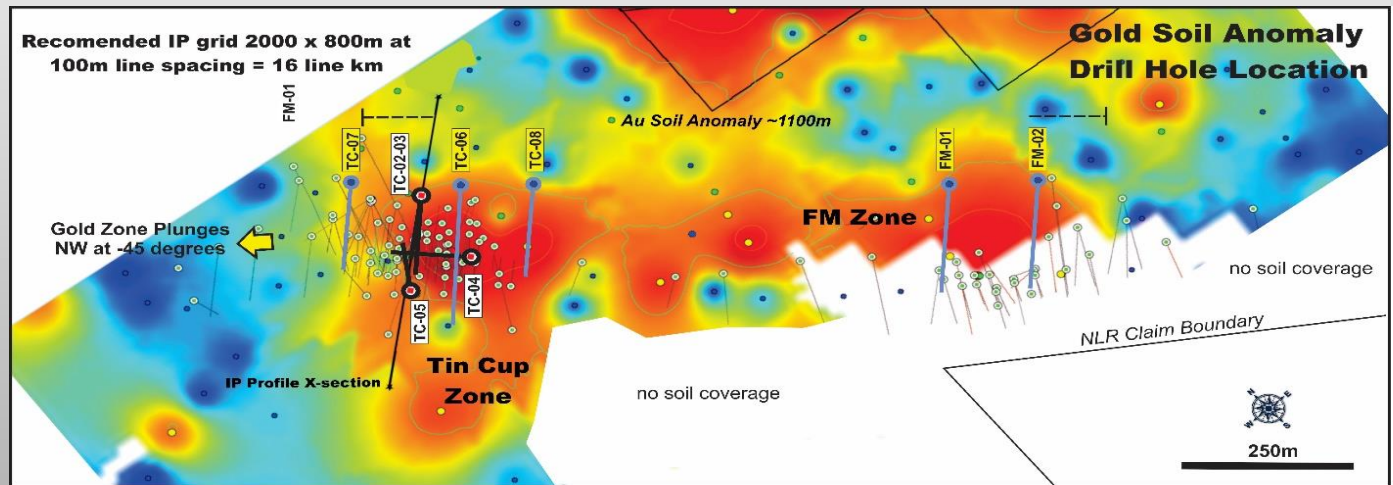 Recomended IP grid 2000 x 800m at
100m line spacing = 16 line km
Gold Soil Anomaly
Drill Hole Location
FM-01
Au Soil Anomaly ~1100m
TC-07
TC-02-03
TC-06
TC-08
FM-01
FM-02
Gold Zone Plunges
NW at -45 degrees
FM Zone
TC-04
TC-05
no soil coverage
NLR Claim Boundary
Tin Cup
Zone
IP Profile X-section
no soil coverage
N
E
W
S
250m